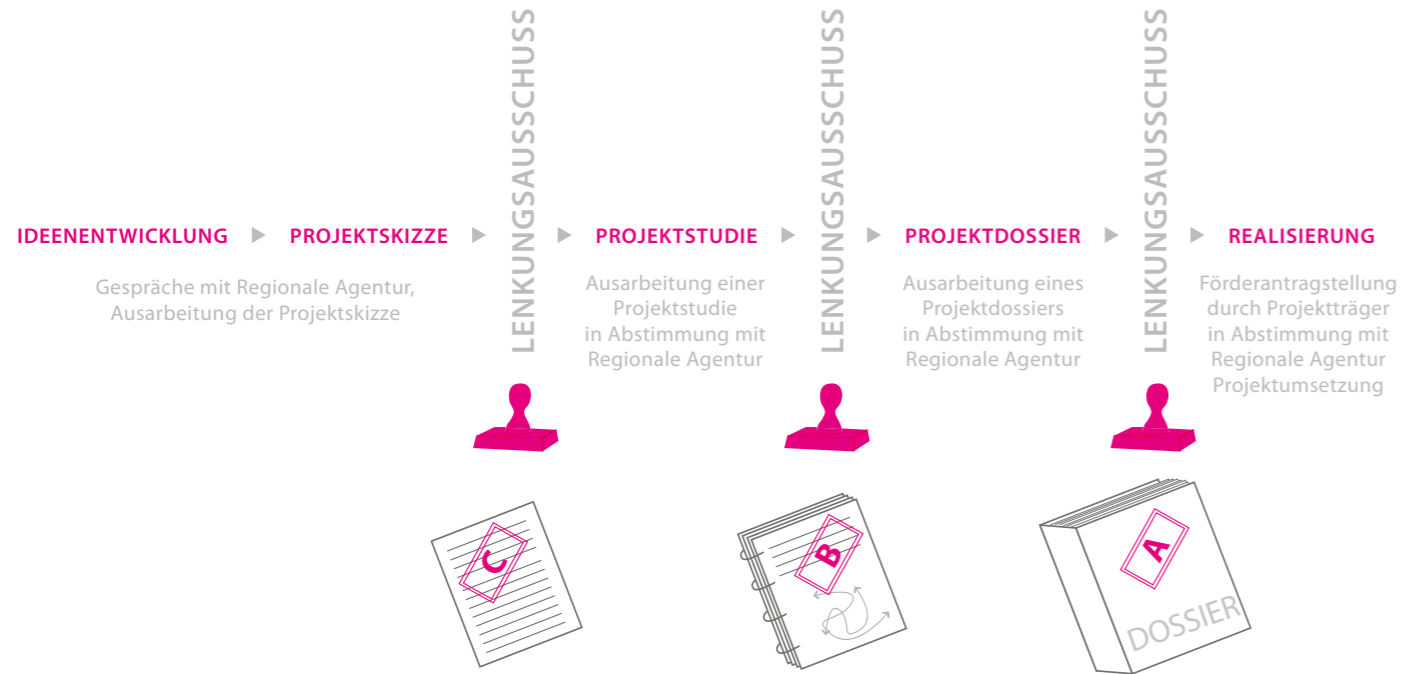 LENKUNGSAUSSCHUSS
LENKUNGSAUSSCHUSS
LENKUNGSAUSSCHUSS
IDEENENTWICKLUNG ▶ PROJEKTSKIZZE ▶ ▶ PROJEKTSTUDIE ▶ ▶ PROJEKTDOSSIER ▶ ▶ REALISIERUNG
Gespräche mit Regionale Agentur,
Ausarbeitung der Projektskizze
Ausarbeitung einer
Projektstudie
in Abstimmung mit
Regionale Agentur
Ausarbeitung eines
Projektdossiers
in Abstimmung mit
Regionale Agentur
Förderantragstellung
durch Projektträger
in Abstimmung mit
Regionale Agentur
Projektumsetzung
C
B
A
DOSSIER